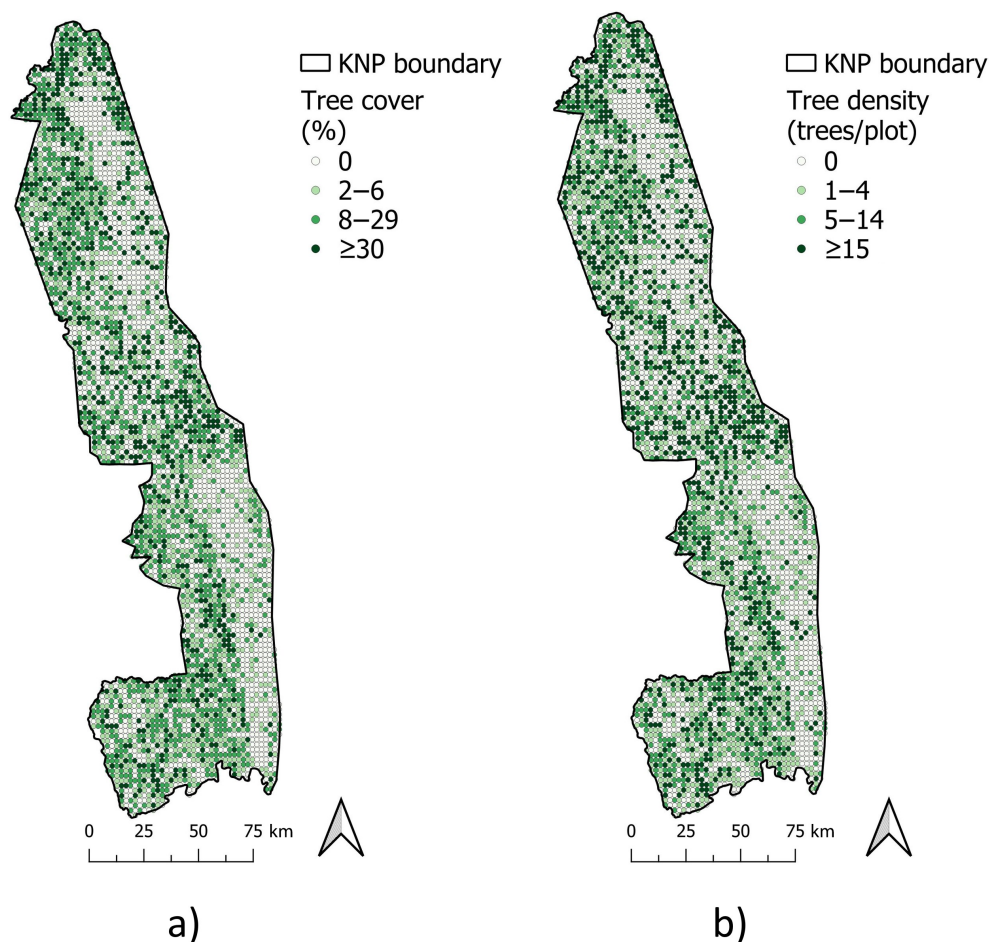 KNP boundary
Tree cover
(%)
0
2–6
8–29
≥30
0 25 50 75 km
a)
KNP boundary
Tree density
(trees/plot)
0
1–4
5–14
≥15
0 25 50 75 km
b)